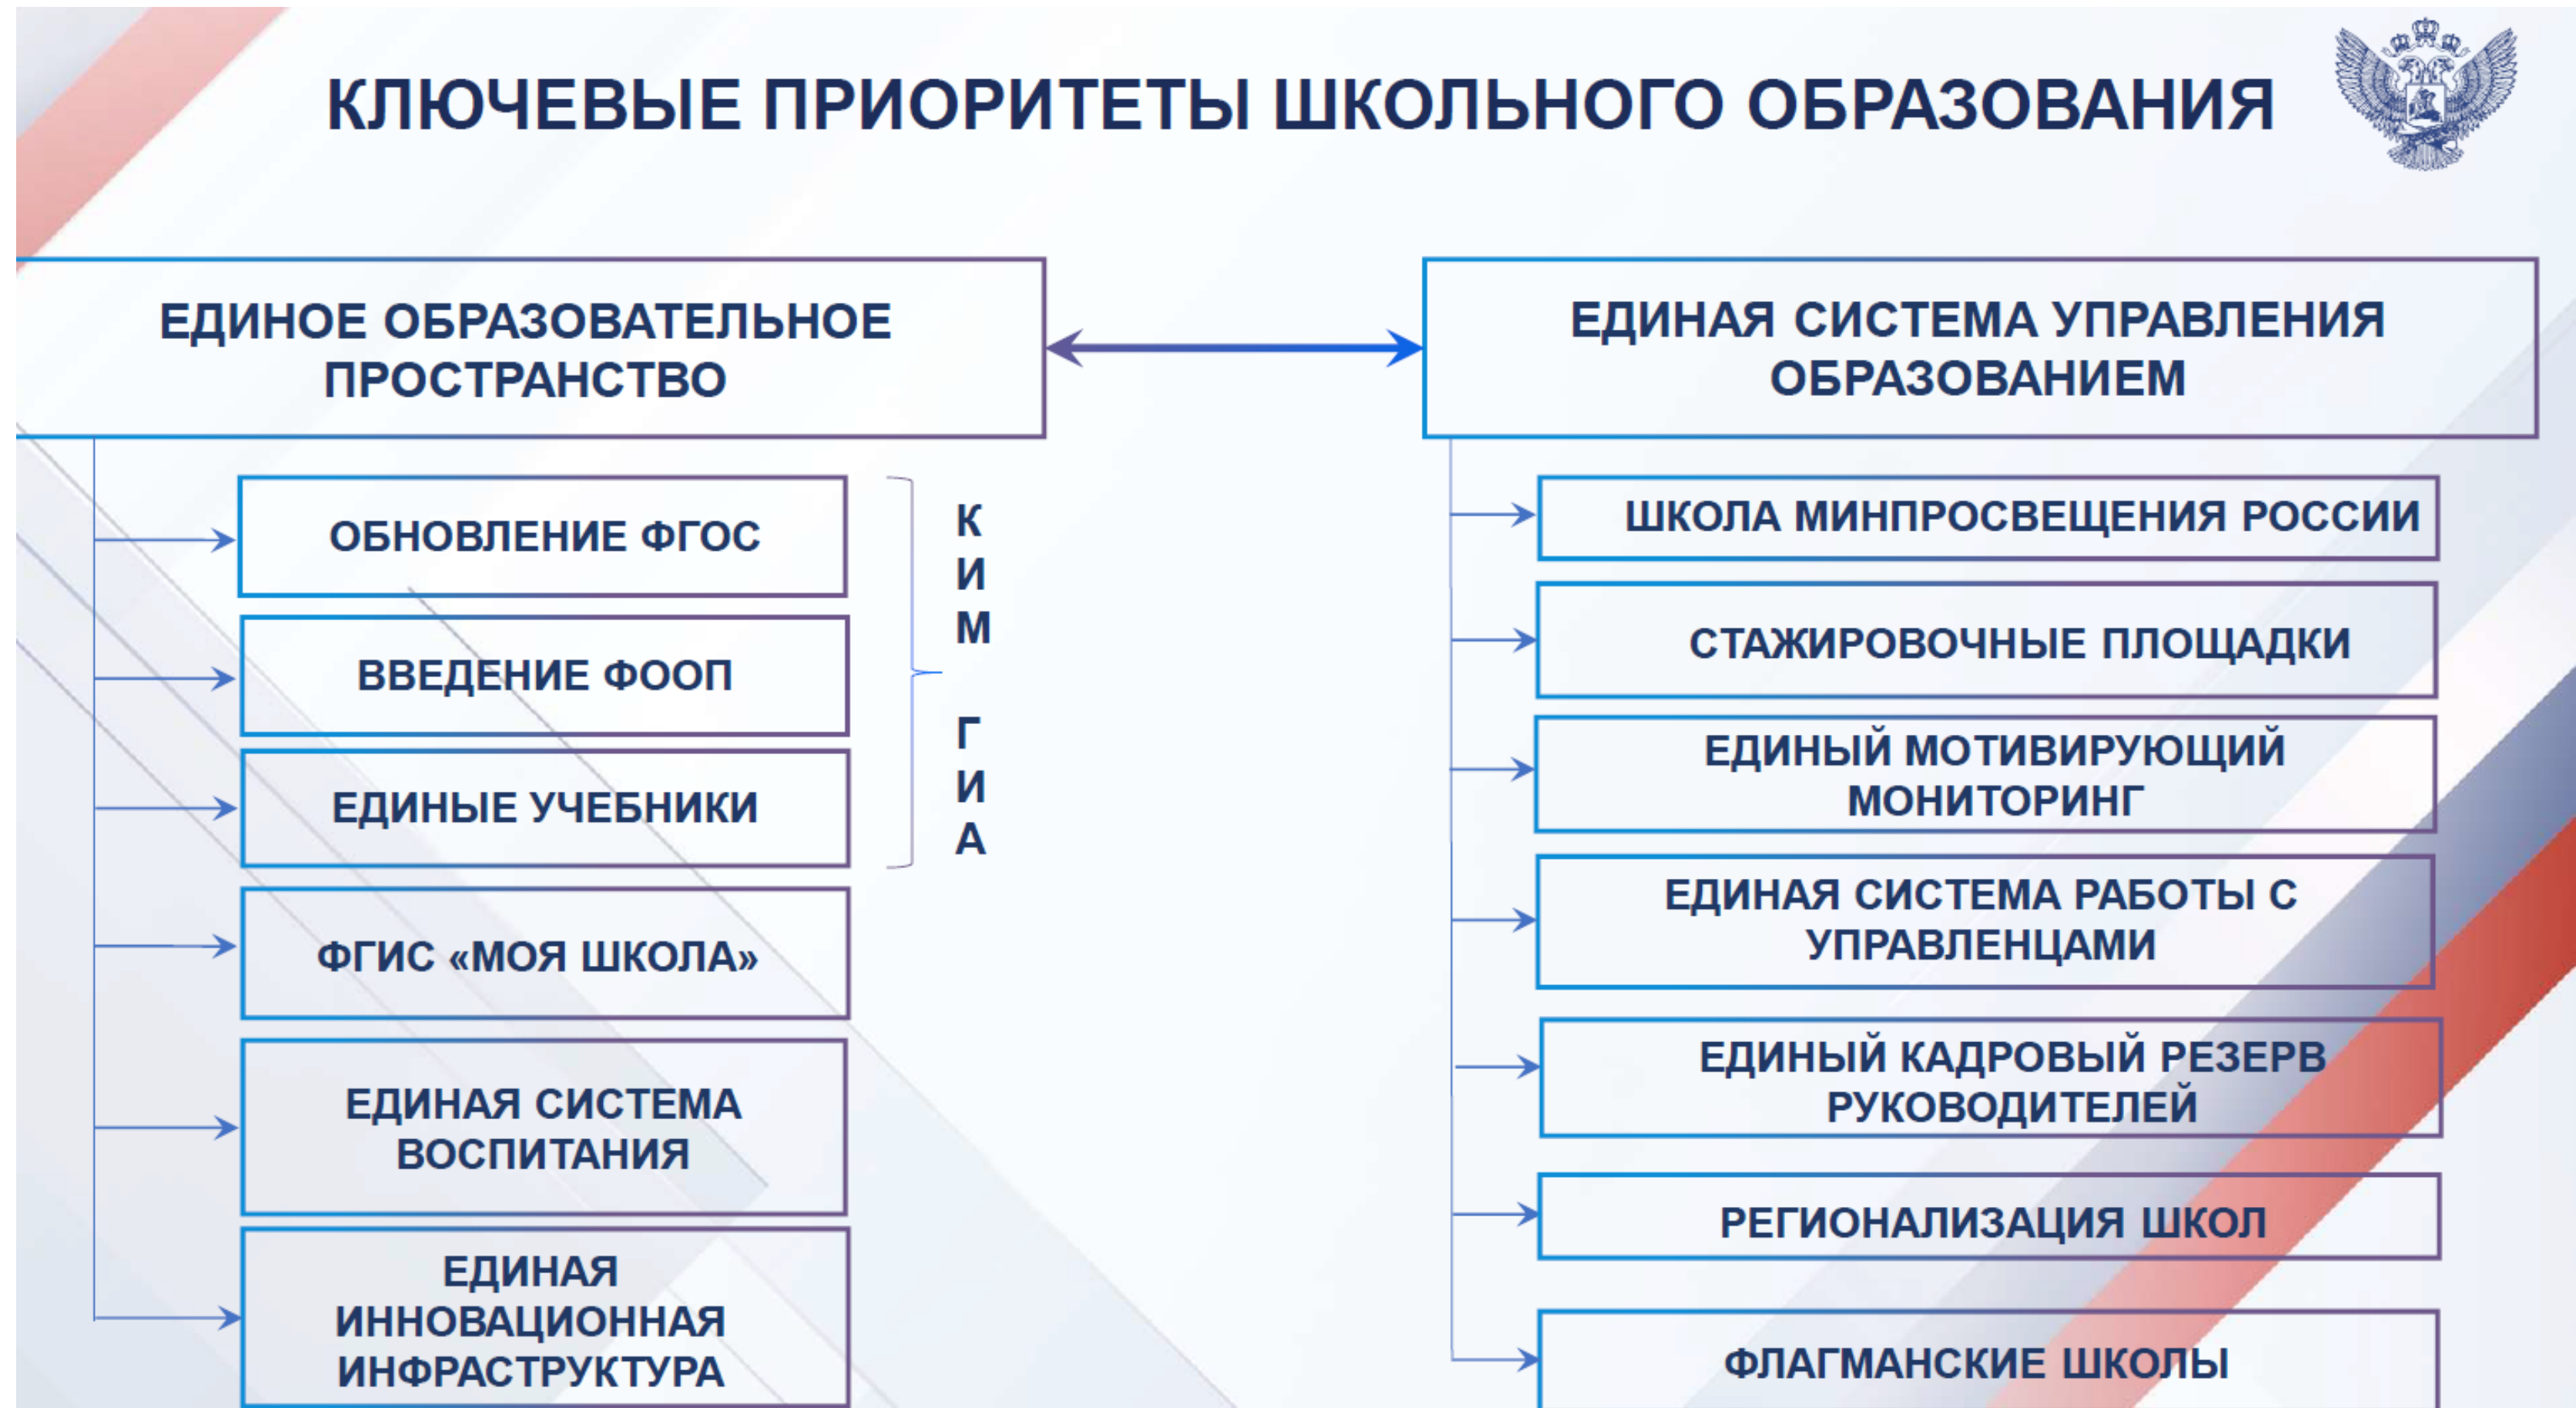 КЛЮЧЕВЫЕ ПРИОРИТЕТЫ ШКОЛЬНОГО ОБРАЗОВАНИЯ
ЕДИНОЕ ОБРАЗОВАТЕЛЬНОЕ
ПРОСТРАНСТВО
ОБНОВЛЕНИЕ ФГОС
ВВЕДЕНИЕ ФООП
ЕДИНЫЕ УЧЕБНИКИ
К
И
М
Г
И
А
ФГИС «МОЯ ШКОЛА»
ЕДИНАЯ СИСТЕМА
ВОСПИТАНИЯ
ЕДИНАЯ
ИННОВАЦИОННАЯ
ИНФРАСТРУКТУРА
ЕДИНАЯ СИСТЕМА УПРАВЛЕНИЯ
ОБРАЗОВАНИЕМ
ШКОЛА МИНПРОСВЕЩЕНИЯ РОССИИ
СТАЖИРОВОЧНЫЕ ПЛОЩАДКИ
ЕДИНЫЙ МОТИВИРУЮЩИЙ
МОНИТОРИНГ
ЕДИНАЯ СИСТЕМА РАБОТЫ С
УПРАВЛЕНЦАМИ
ЕДИНЫЙ КАДРОВЫЙ РЕЗЕРВ
РУКОВОДИТЕЛЕЙ
РЕГИОНАЛИЗАЦИЯ ШКОЛ
ФЛАГМАНСКИЕ ШКОЛЫ